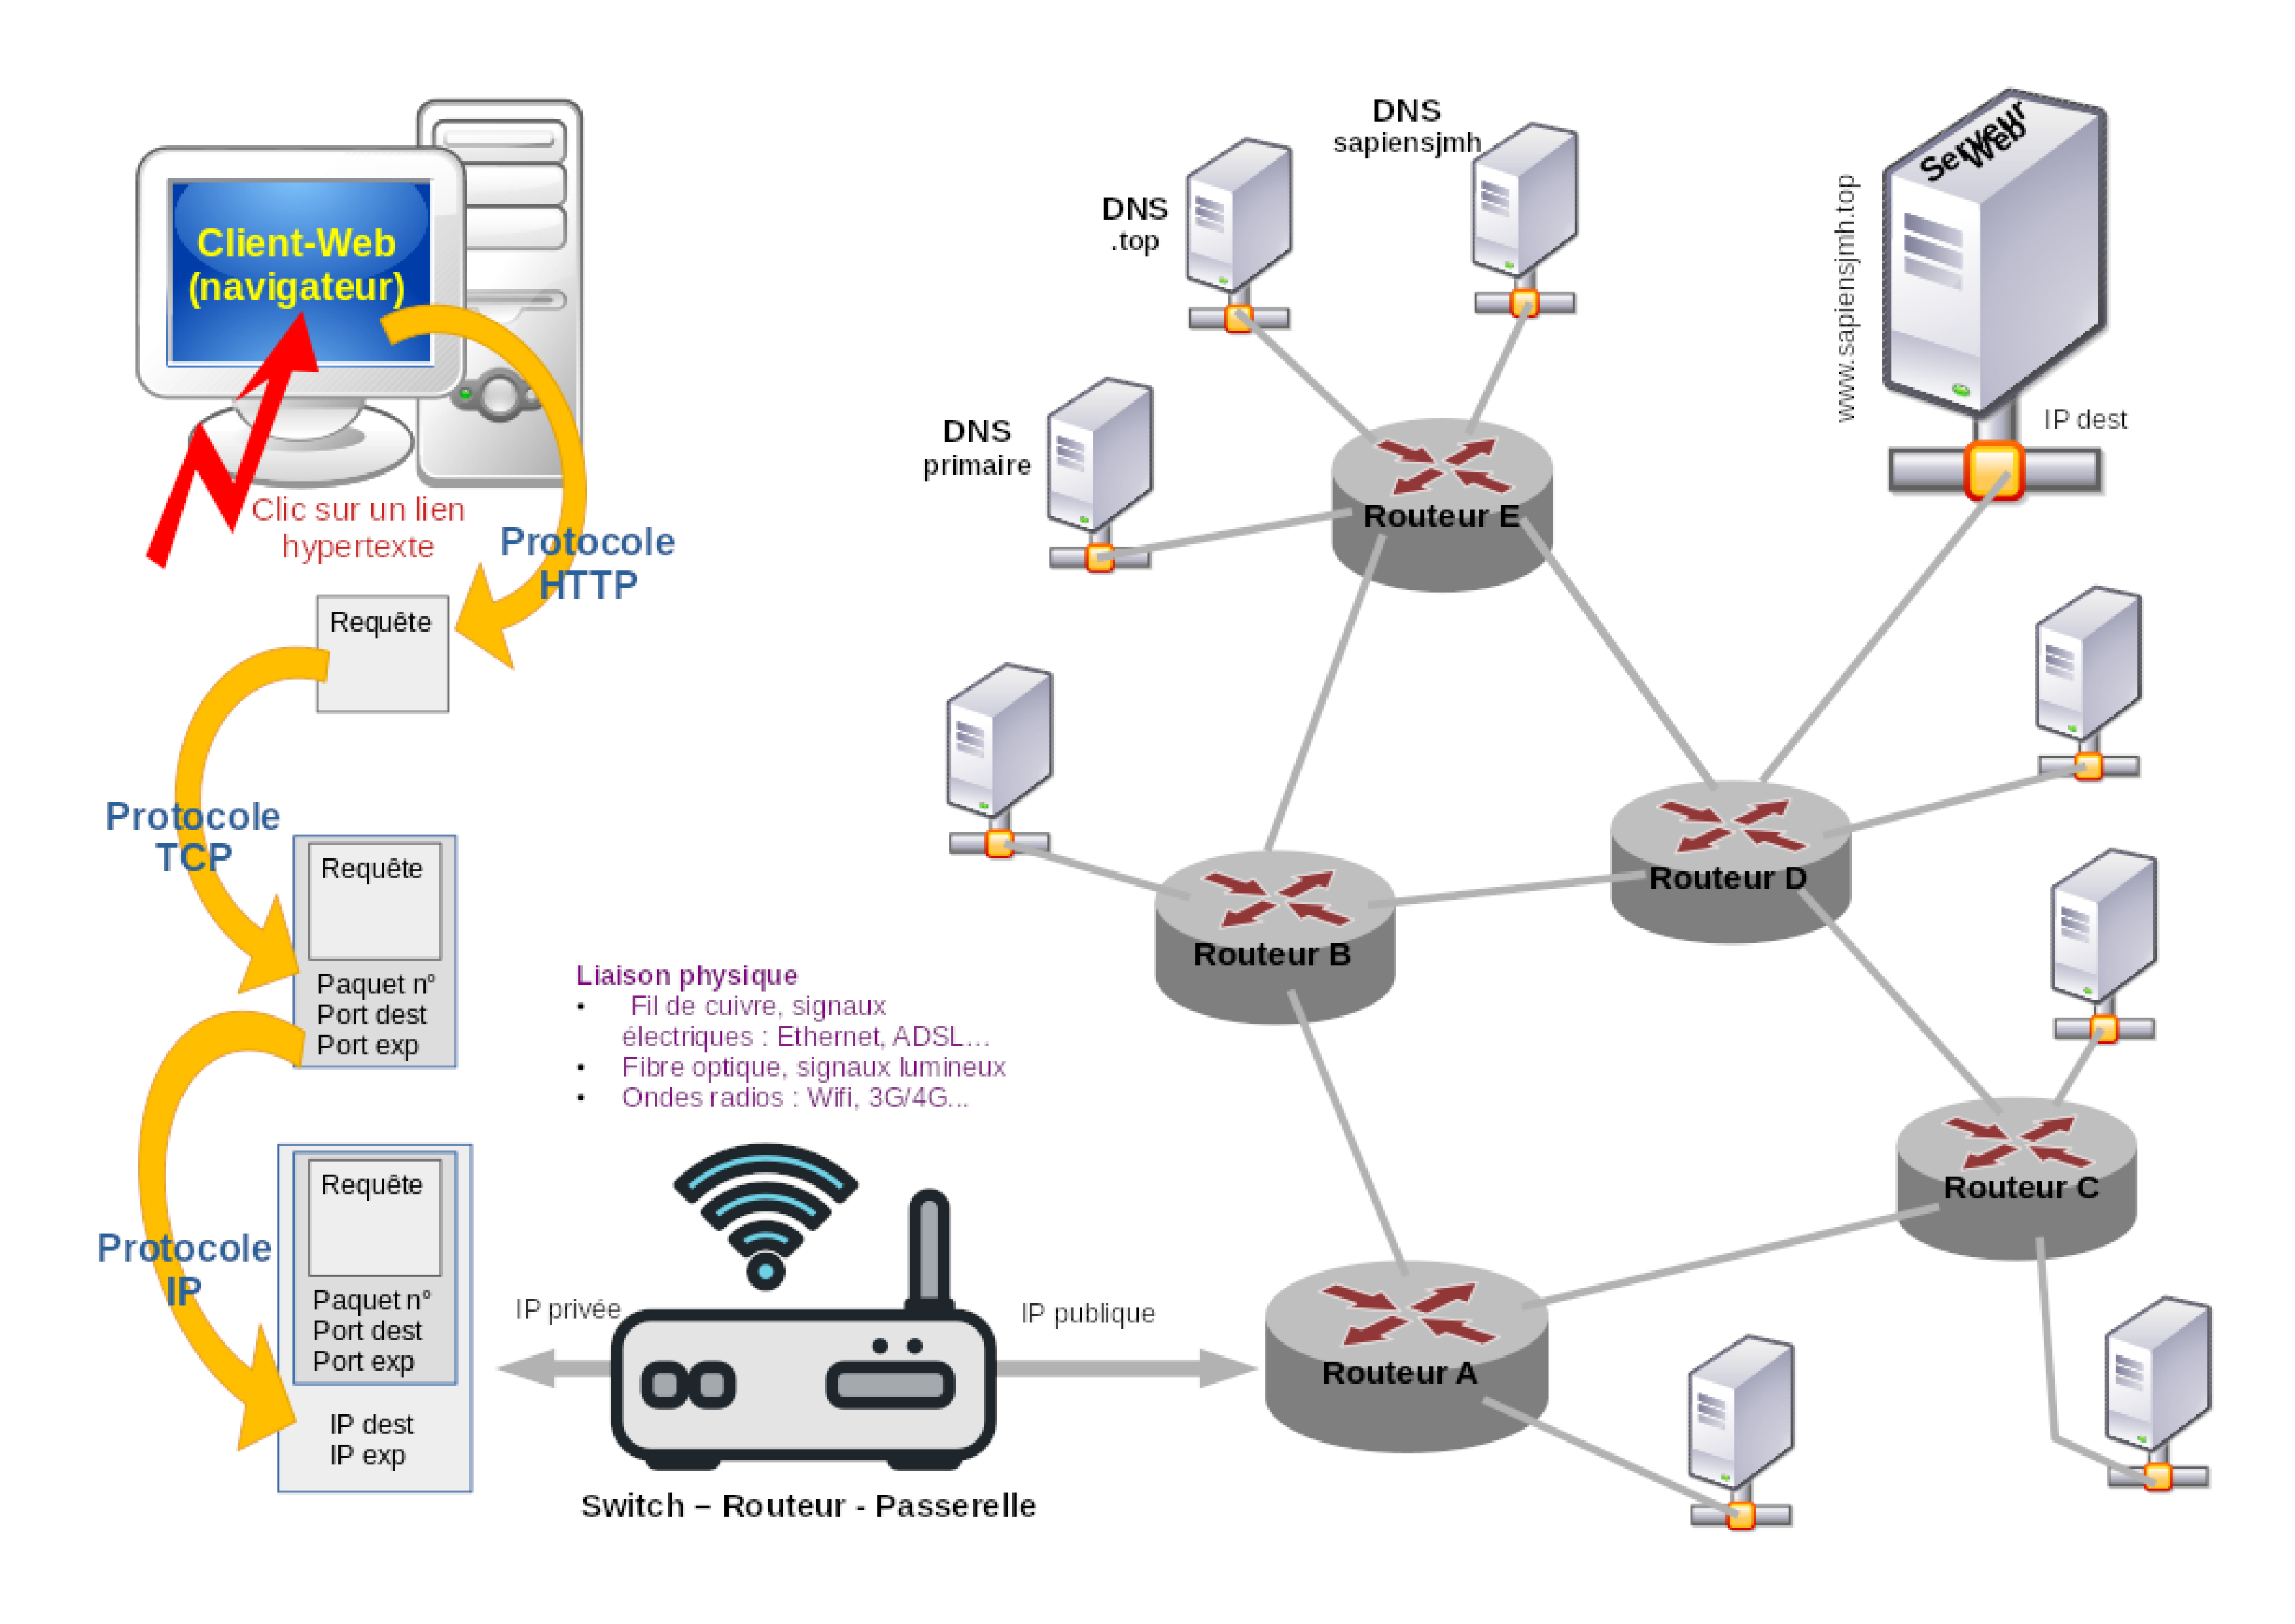 Client-Web
(navigateur)
Clic sur un lien
hypertexte
Protocole
HTTP
Requête
Protocole
TCP
Requête
Paquet n°
Port dest
Port exp
Protocole
IP
Requête
Paquet n°
Port dest
Port exp
IP dest
IP exp
Liaison physique
• Fil de cuivre, signaux
électriques : Ethernet, ADSL...
• Fibre optique, signaux lumineux
• Ondes radios : Wifi, 3G/4G...
IP privée
IP publique
Switch – Routeur - Passerelle
DNS
sapiensjmh
DNS
.top
DNS
primaire
Serveur
Web
www.sapiensjmh.top
IP dest
Routeur E
Routeur D
Routeur B
Routeur C
Routeur A